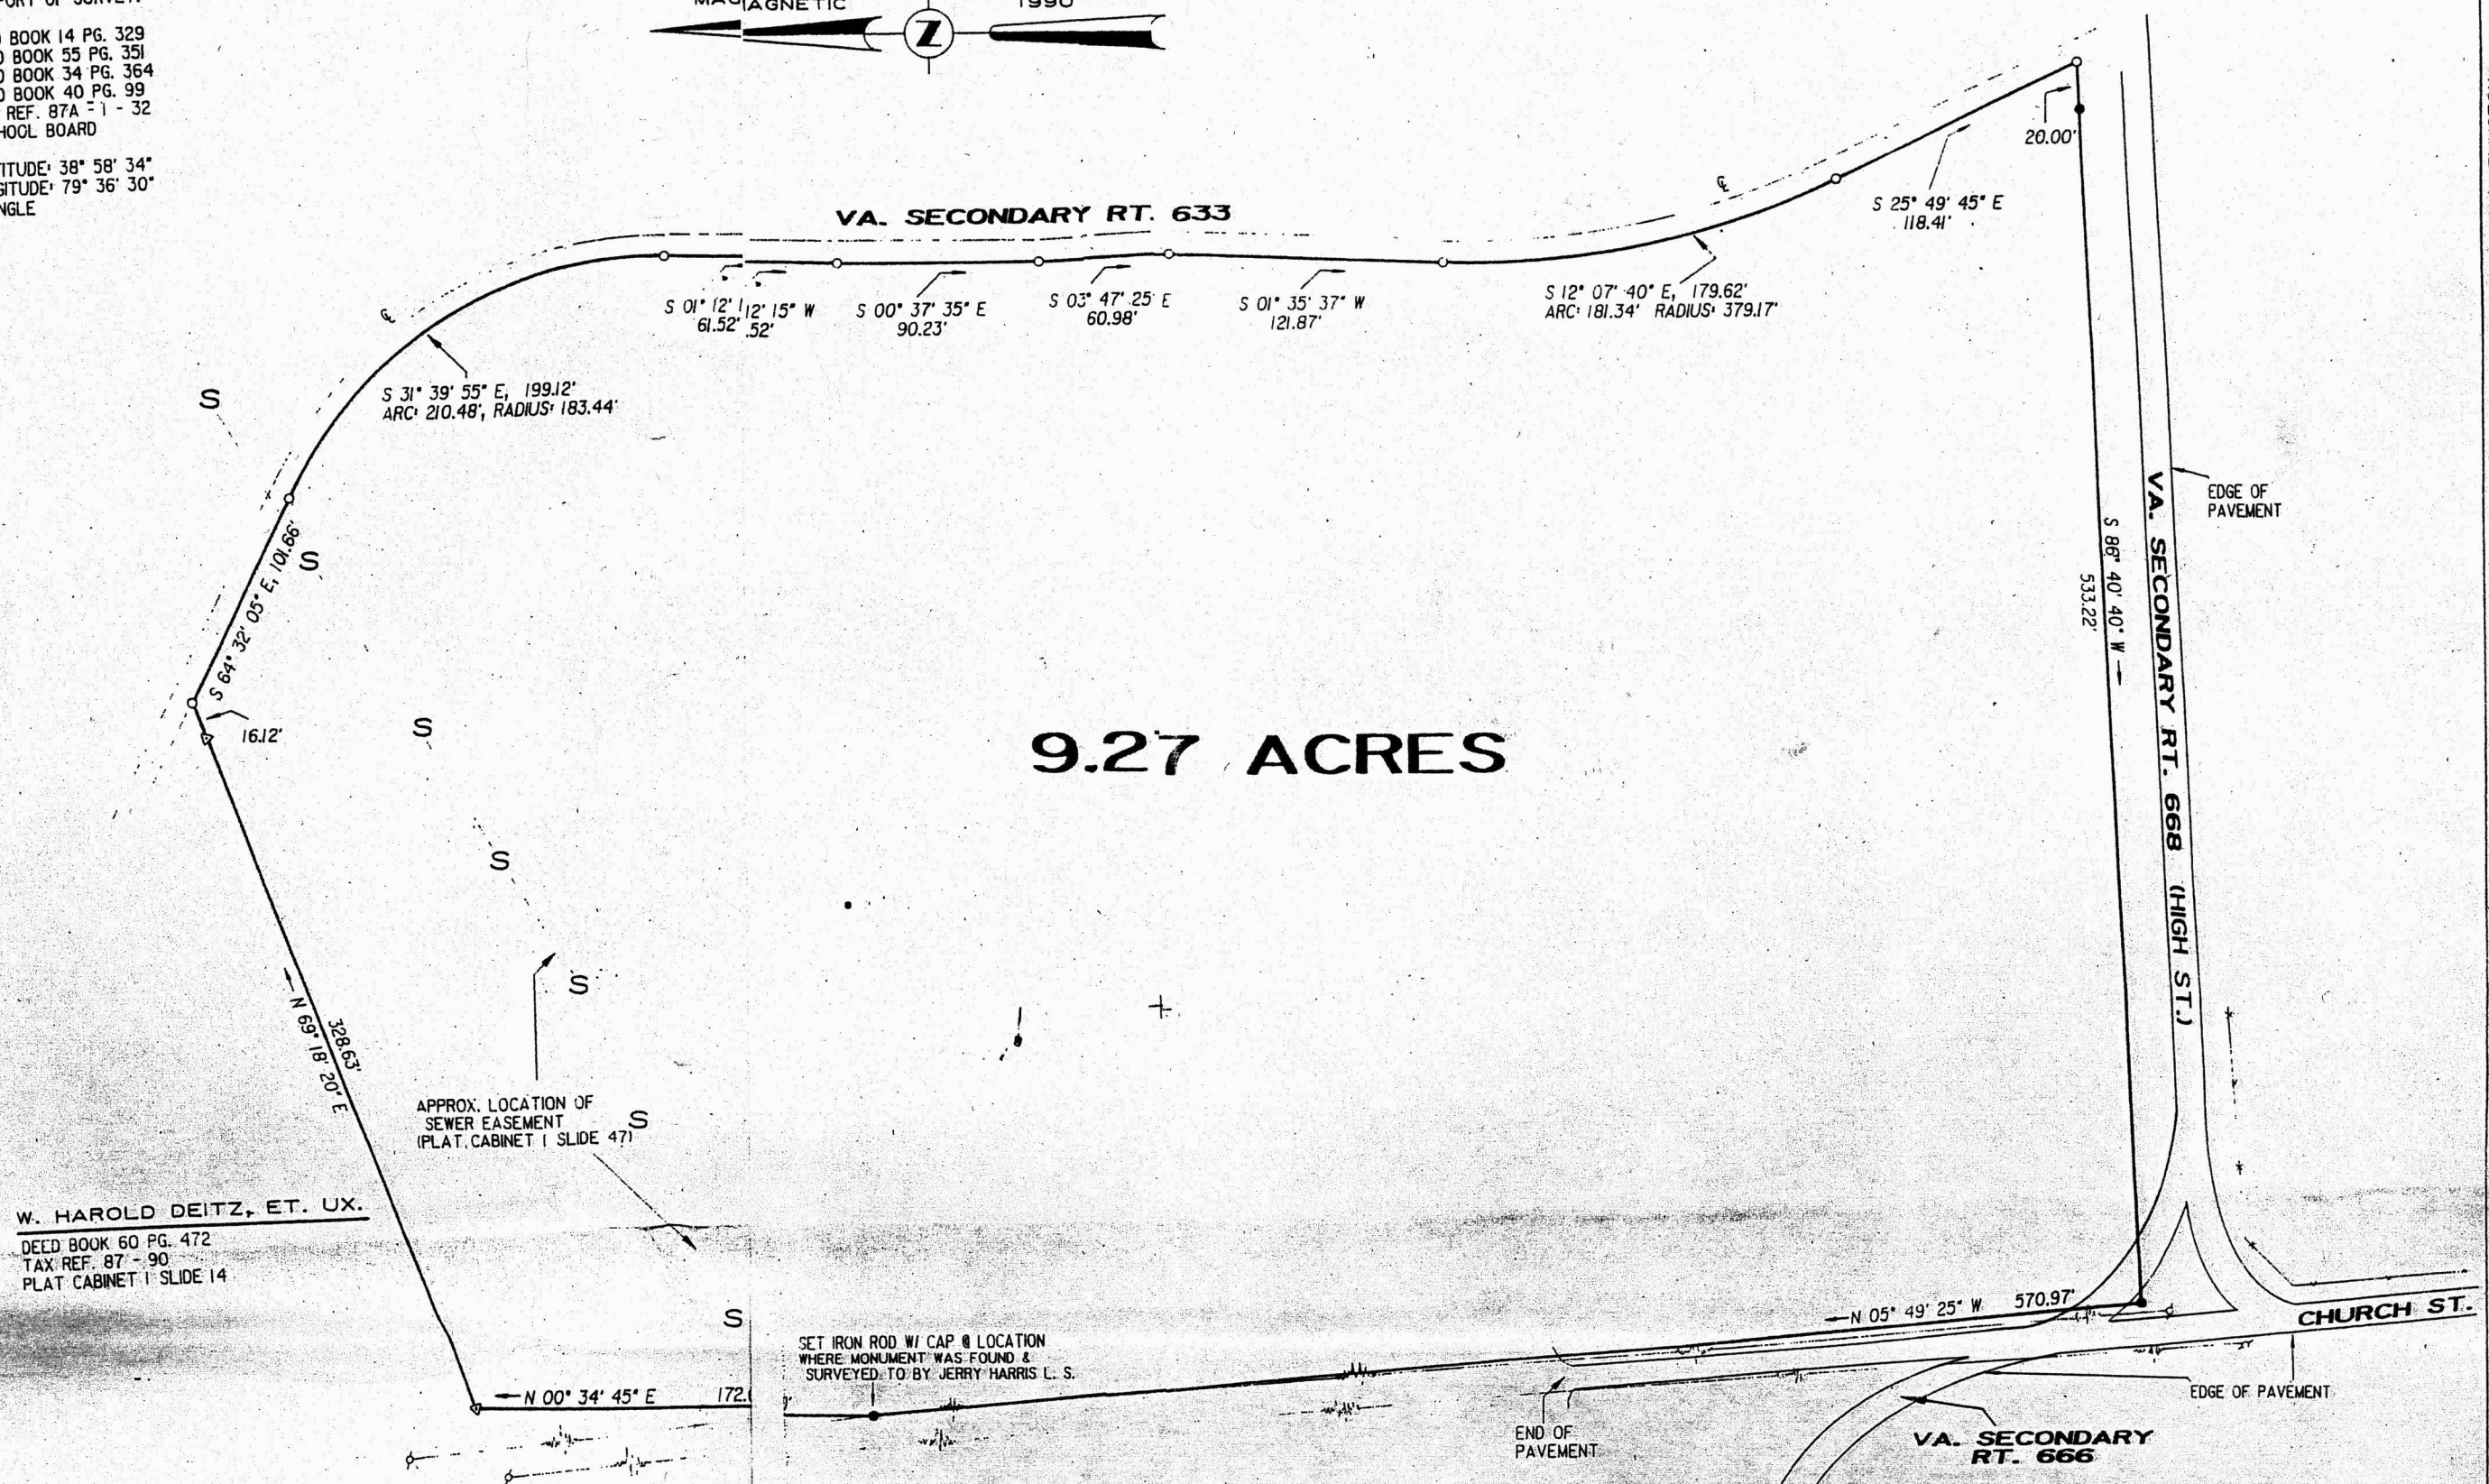 BOOK 14 PG. 329
BOOK 55 PG. 351
BOOK 34 PG. 364
BOOK 40 PG. 99
REF. 87A - 1 - 32
BOARD
38° 58' 34"
79° 36' 30"
MAGNETIC
1990
Z
20.00'
VA. SECONDARY RT. 633
S 25° 49' 45" E
118.41'
S 01° 12' 12' 15" W
61.52' .52'
S 00° 37' 35" E
90.23'
S 03° 47' 25" E
60.98'
S 01° 35' 37" W
121.87'
S 12° 07' 40" E, 179.62'
ARC: 181.34' RADIUS: 379.17'
S 31° 39' 55" E, 199.12'
ARC: 210.48', RADIUS: 183.44'
S
S
S 64° 32' 05" E, 101.66'
16.12'
S
S
S
S
S
EDGE OF
PAVEMENT
S 86° 40' 40" W
533.22'
VA. SECONDARY RT. 668 (HIGH ST.)
9.27 ACRES
328.63'
N 69° 18' 20" E
APPROX. LOCATION OF
SEWER EASEMENT
(PLAT CABINET 1 SLIDE 47)
W. HAROLD DEITZ, ET. UX.
DEED BOOK 60 PG. 472
TAX REF. 87 - 90
PLAT CABINET 1 SLIDE 14
SET IRON ROD W/ CAP @ LOCATION
WHERE MONUMENT WAS FOUND &
SURVEYED TO BY JERRY HARRIS L. S.
N 00° 34' 45" E 172.
N 05° 49' 25" W 570.97'
CHURCH ST.
EDGE OF PAVEMENT
END OF
PAVEMENT
VA. SECONDARY
RT. 666